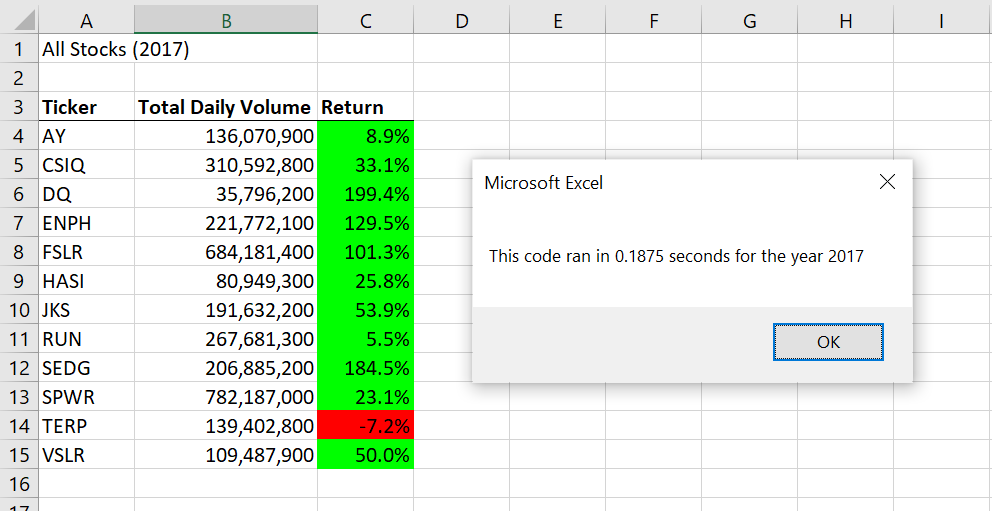 A B C D E F G H I
1 All Stocks (2017)
2
3 Ticker Total Daily Volume Return
4 AY 136,070,900 8.9%
5 CSIQ 310,592,800 33.1%
6 DQ 35,796,200 199.4%
7 ENPH 221,772,100 129.5%
8 FSLR 684,181,400 101.3%
9 HASI 80,949,300 25.8%
10 JKS 191,632,200 53.9%
11 RUN 267,681,300 5.5%
12 SEDG 206,885,200 184.5%
13 SPWR 782,187,000 23.1%
14 TERP 139,402,800 -7.2%
15 VSLR 109,487,900 50.0%
16
17
Microsoft Excel
This code ran in 0.1875 seconds for the year 2017
OK